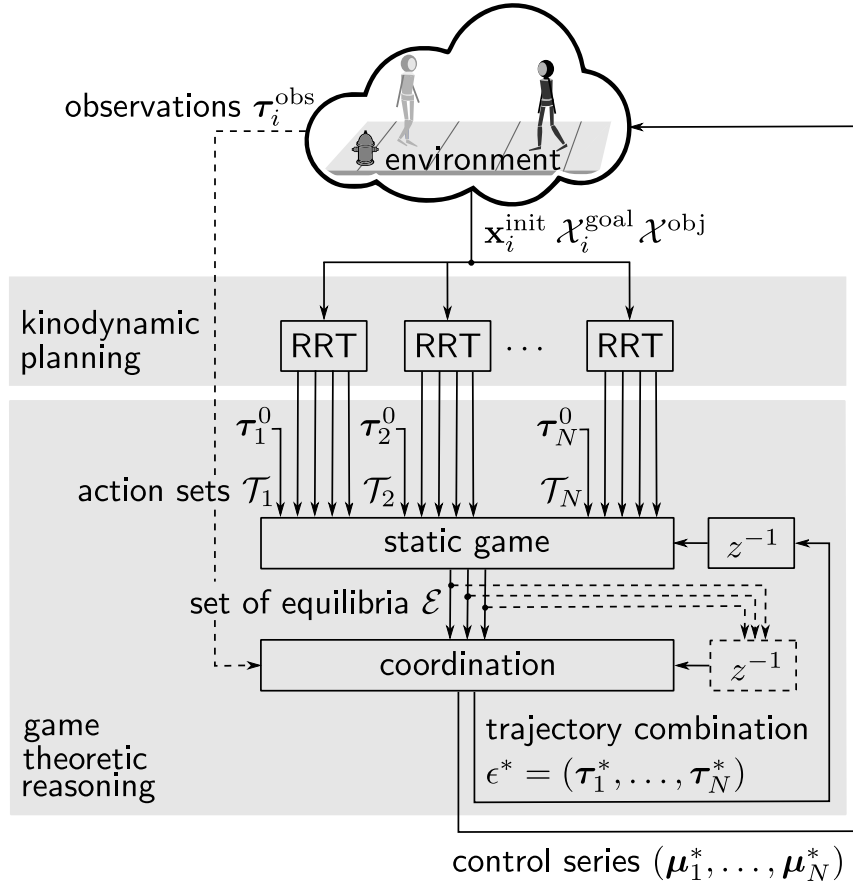 observations τ_i^obs
environment
x_i^init 𝒳_i^goal 𝒳^obj
kinodynamic
planning
RRT RRT ... RRT
τ_1^0 τ_2^0 τ_N^0
action sets 𝒯_1 𝒯_2 𝒯_N
static game z^−1
set of equilibria ℰ
coordination z^−1
game
theoretic
reasoning
trajectory combination
ϵ* = (τ_1^*, ..., τ_N^*)
control series (μ_1^*, ..., μ_N^*)